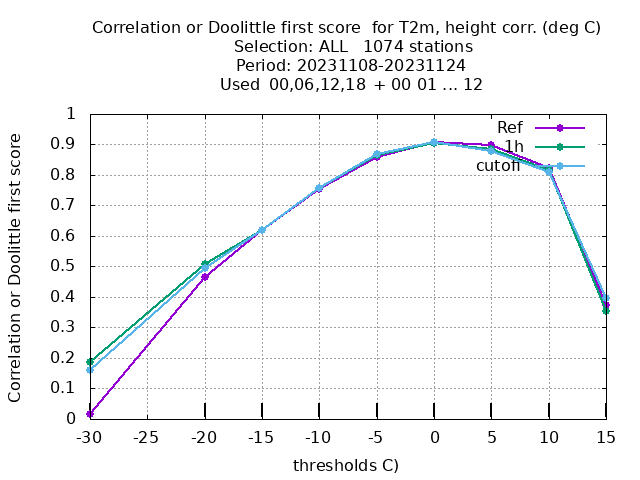 Correlation or Doolittle first score  for T2m, height corr. (deg C)
Selection: ALL   1074 stations
Period: 20231108-20231124
Used  00,06,12,18  + 00 01 ... 12
Correlation or Doolittle first score
1
0.9
0.8
0.7
0.6
0.5
0.4
0.3
0.2
0.1
0
Ref
1h
cutoff
-30 -25 -20 -15 -10 -5 0 5 10 15
thresholds C)